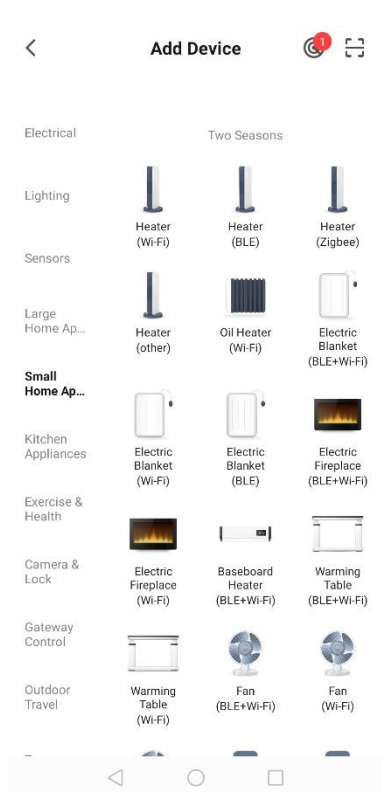 Add Device
1
Electrical
Lighting
Sensors
Large
Home Ap...
Small
Home Ap...
Kitchen
Appliances
Exercise &
Health
Camera &
Lock
Gateway
Control
Outdoor
Travel
Two Seasons
Heater
(Wi-Fi)
Heater
(BLE)
Heater
(Zigbee)
Heater
(other)
Oil Heater
(Wi-Fi)
Electric
Blanket
(BLE+Wi-Fi)
Electric
Blanket
(Wi-Fi)
Electric
Blanket
(BLE)
Electric
Fireplace
(BLE+Wi-Fi)
Electric
Fireplace
(Wi-Fi)
Baseboard
Heater
(BLE+Wi-Fi)
Warming
Table
(BLE+Wi-Fi)
Warming
Table
(Wi-Fi)
Fan
(BLE+Wi-Fi)
Fan
(Wi-Fi)